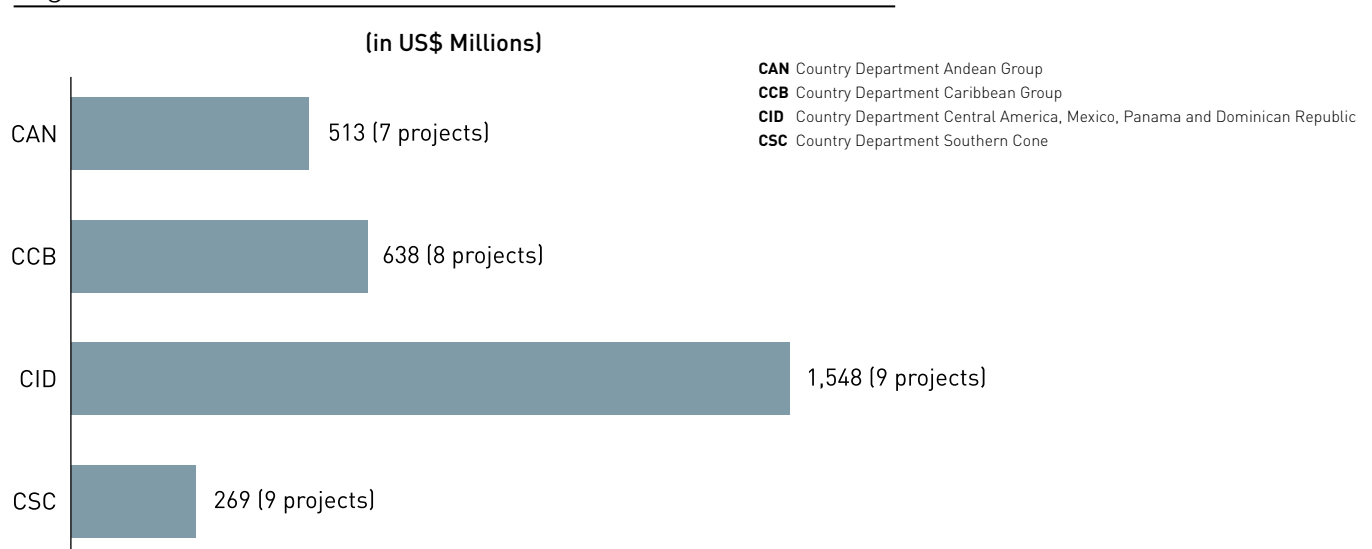 (in US$ Millions)
CAN Country Department Andean Group
CCB Country Department Caribbean Group
CID Country Department Central America, Mexico, Panama and Dominican Republic
CSC Country Department Southern Cone
CAN 513 (7 projects)
CCB 638 (8 projects)
CID 1,548 (9 projects)
CSC 269 (9 projects)